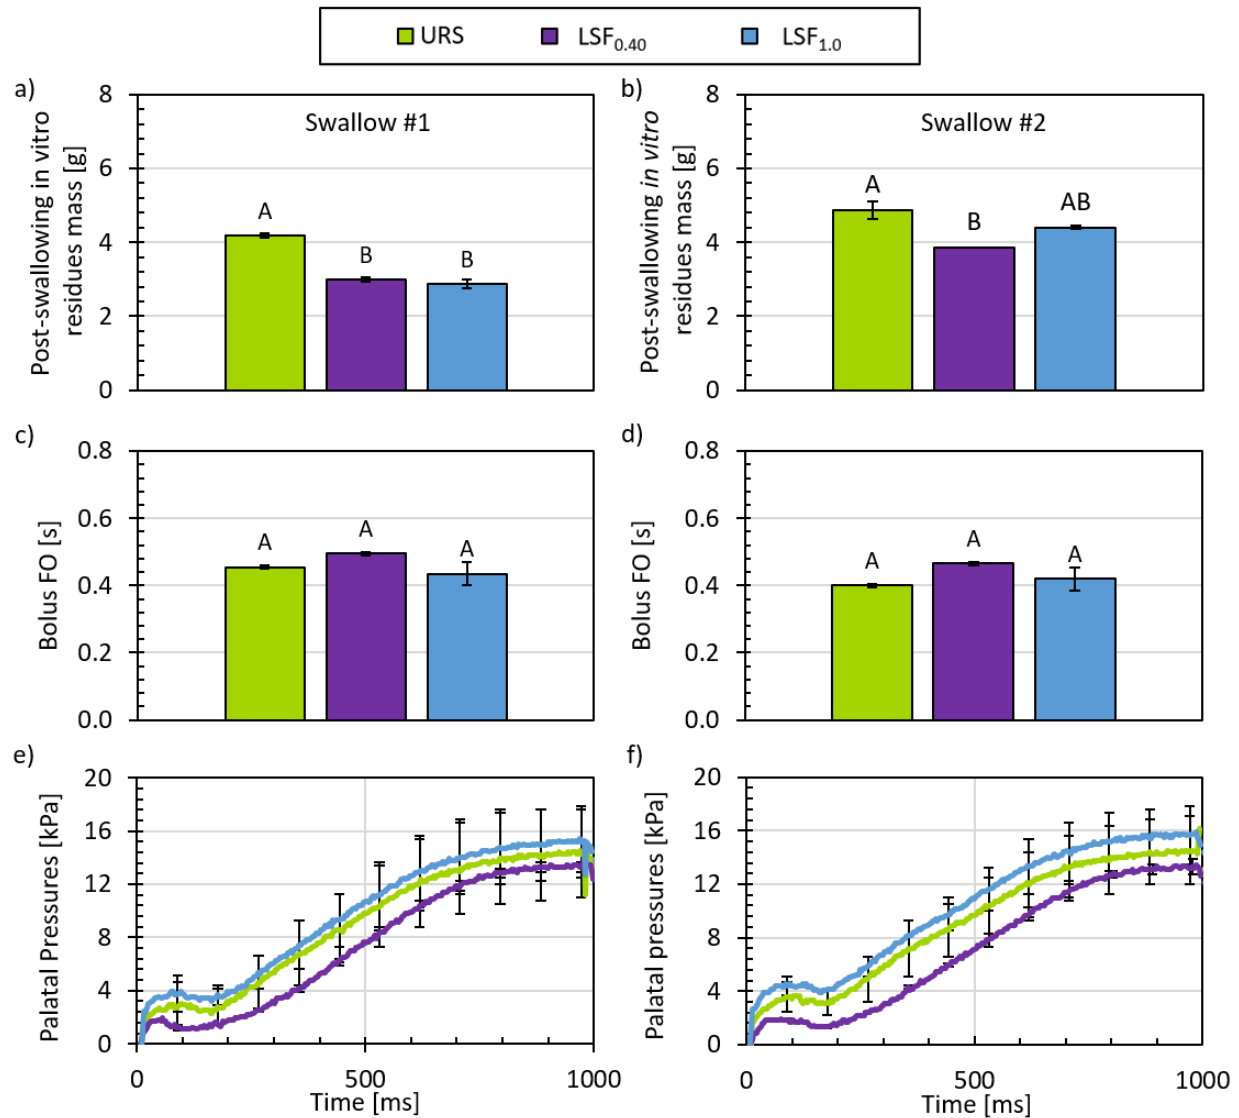 URS LSF0.40 LSF1.0
a)
Post-swallowing in vitro
residues mass [g]
8
6
4
2
0
Swallow #1
A
B
B
b)
Post-swallowing in vitro
residues mass [g]
8
6
4
2
0
Swallow #2
A
B
AB
c)
Bolus FO [s]
0.8
0.6
0.4
0.2
0.0
A
A
A
d)
Bolus FO [s]
0.8
0.6
0.4
0.2
0.0
A
A
A
e)
Palatal Pressures [kPa]
20
16
12
8
4
0
0 500 1000
Time [ms]
f)
Palatal pressures [kPa]
20
16
12
8
4
0
0 500 1000
Time [ms]